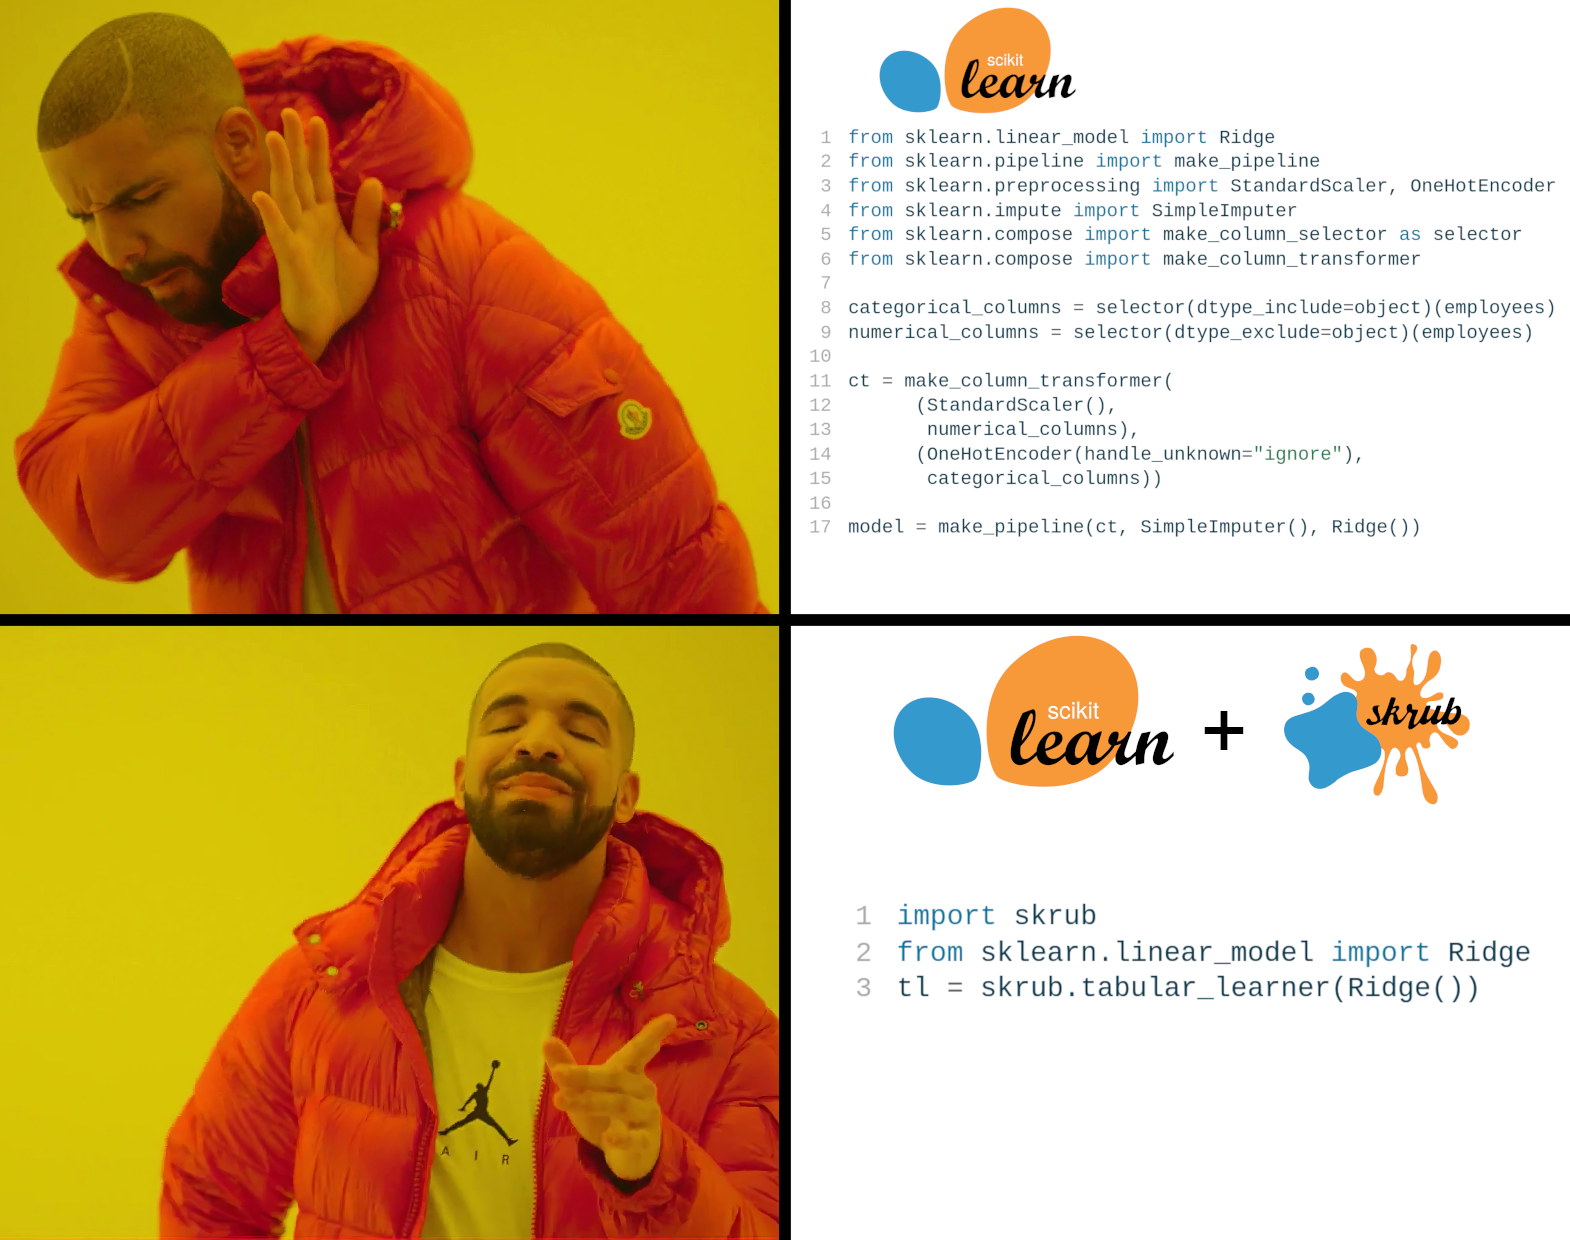 scikit
learn
1 from sklearn.linear_model import Ridge
2 from sklearn.pipeline import make_pipeline
3 from sklearn.preprocessing import StandardScaler, OneHotEncoder
4 from sklearn.impute import SimpleImputer
5 from sklearn.compose import make_column_selector as selector
6 from sklearn.compose import make_column_transformer
7
8 categorical_columns = selector(dtype_include=object)(employees)
9 numerical_columns = selector(dtype_exclude=object)(employees)
10
11 ct = make_column_transformer(
12       (StandardScaler(),
13        numerical_columns),
14       (OneHotEncoder(handle_unknown="ignore"),
15        categorical_columns))
16
17 model = make_pipeline(ct, SimpleImputer(), Ridge())
AIR
scikit
learn
+
skrub
1 import skrub
2 from sklearn.linear_model import Ridge
3 tl = skrub.tabular_learner(Ridge())